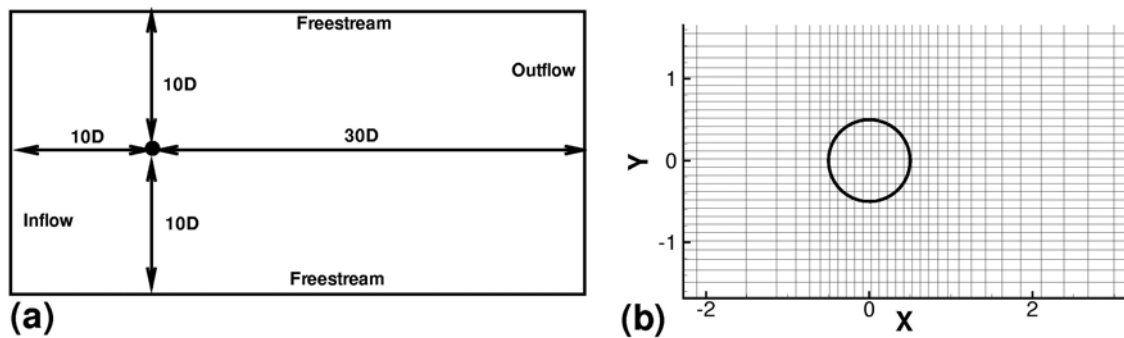 Freestream
Outflow
10D
10D
30D
Inflow
10D
Freestream
(a)
1
Y
0
-1
-2
0
2
X
(b)